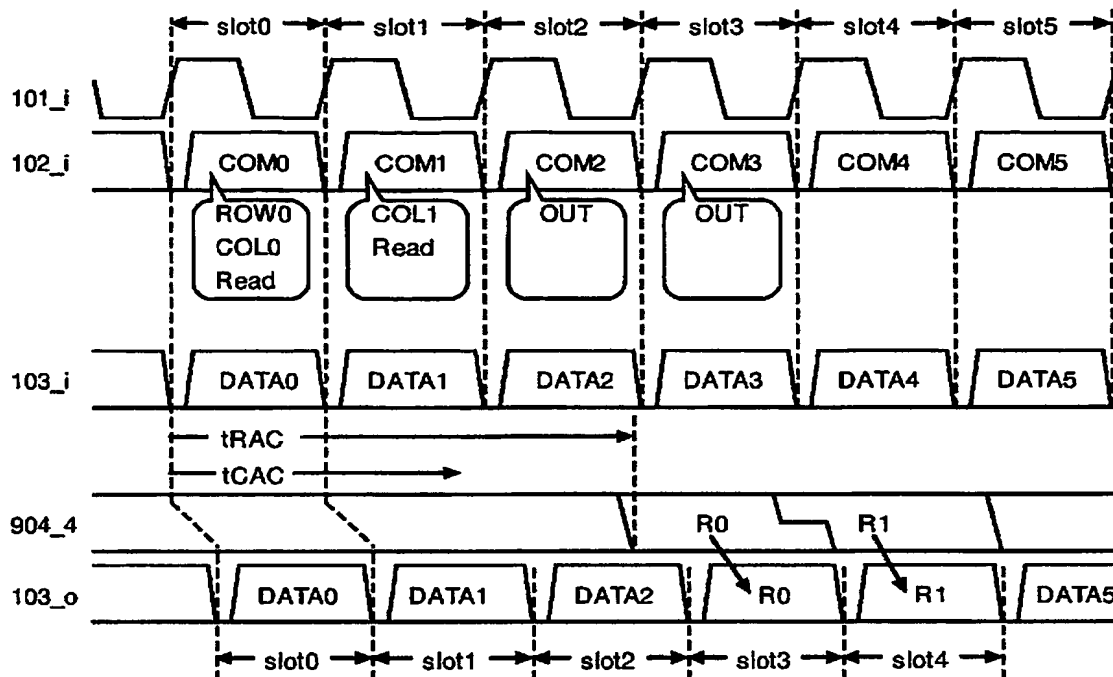 slot0 slot1 slot2 slot3 slot4 slot5
101_i
102_i COM0 COM1 COM2 COM3 COM4 COM5
ROW0 COL1 OUT OUT
COL0 Read
Read
103_i DATA0 DATA1 DATA2 DATA3 DATA4 DATA5
tRAC
tCAC
904_4 R0 R1
103_o DATA0 DATA1 DATA2 R0 R1 DATA5
slot0 slot1 slot2 slot3 slot4